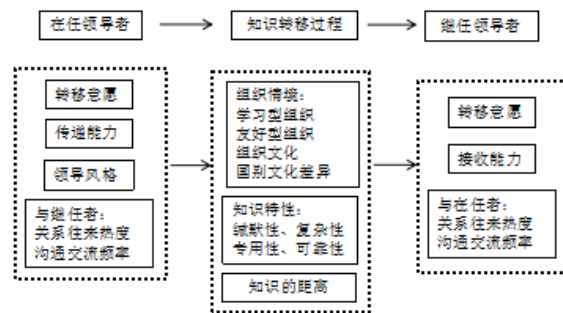 在任领导者
知识转移过程
继任领导者
转移意愿
传递能力
领导风格
与继任者：
关系往来热度
沟通交流频率
组织情境：
学习型组织
友好型组织
组织文化
国别文化差异
知识特性：
缄默性、复杂性
专用性、可靠性
知识的距离
转移意愿
接收能力
与在任者：
关系往来热度
沟通交流频率